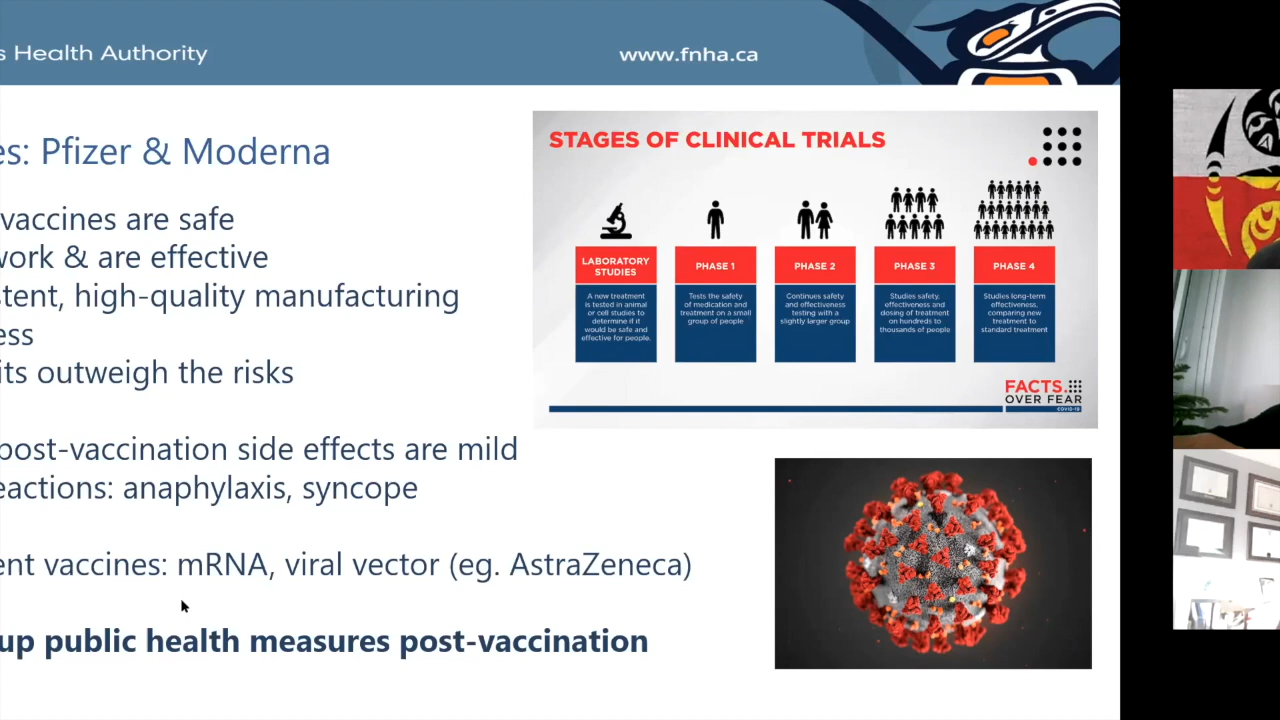 s Health Authority
www.fnha.ca
es: Pfizer & Moderna
vaccines are safe
work & are effective
stent, high-quality manufacturing
ess
its outweigh the risks
post-vaccination side effects are mild
eactions: anaphylaxis, syncope
ent vaccines: mRNA, viral vector (eg. AstraZeneca)
up public health measures post-vaccination
STAGES OF CLINICAL TRIALS
LABORATORY
STUDIES
A new treatment
is tested in animal
or cell studies to
determine if it
would be safe and
effective for people.
PHASE 1
Tests the safety
of medication and
treatment on a small
group of people
PHASE 2
Continues safety
and effectiveness
testing with a
slightly larger group
PHASE 3
Studies safety,
effectiveness and
dosing of treatment
on hundreds to
thousands of people
PHASE 4
Studies long-term
effectiveness,
comparing new
treatment to
standard treatment
FACTS
OVER FEAR
COVID-19